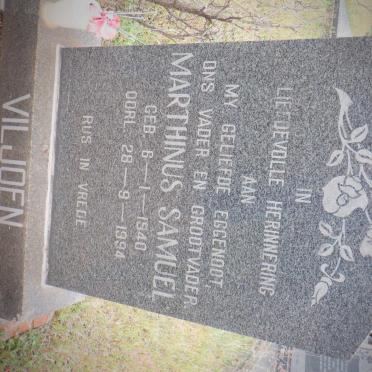 IN
LIEFDEVOLLE HERINNERING
AAN
MY GELIEFDE EGGENOOT
ONS VADER EN GROOTVADER
MARTHINUS SAMUEL
GEB 6-1-1940
OORL 28-9-1994
RUS IN VREDE
VILJOEN